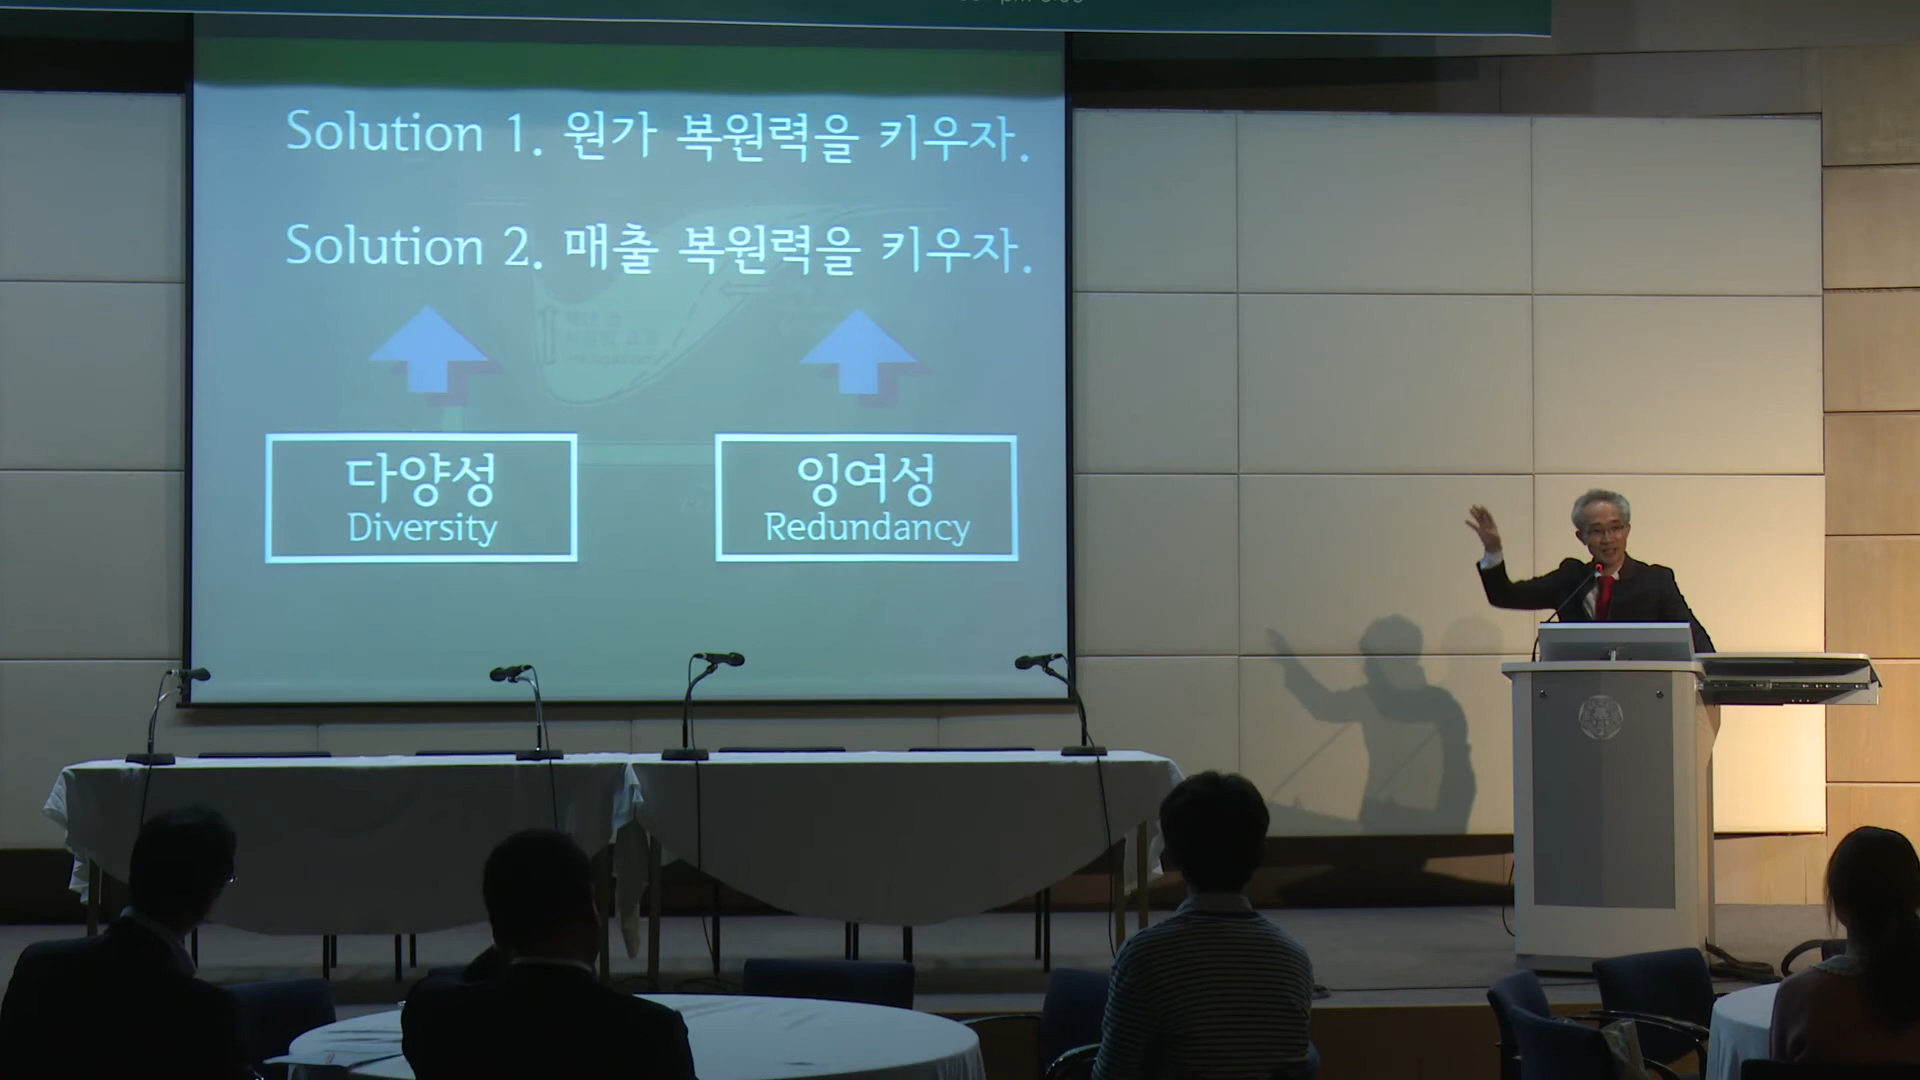 Solution 1. 원가 복원력을 키우자.
Solution 2. 매출 복원력을 키우자.
다양성
Diversity
잉여성
Redundancy